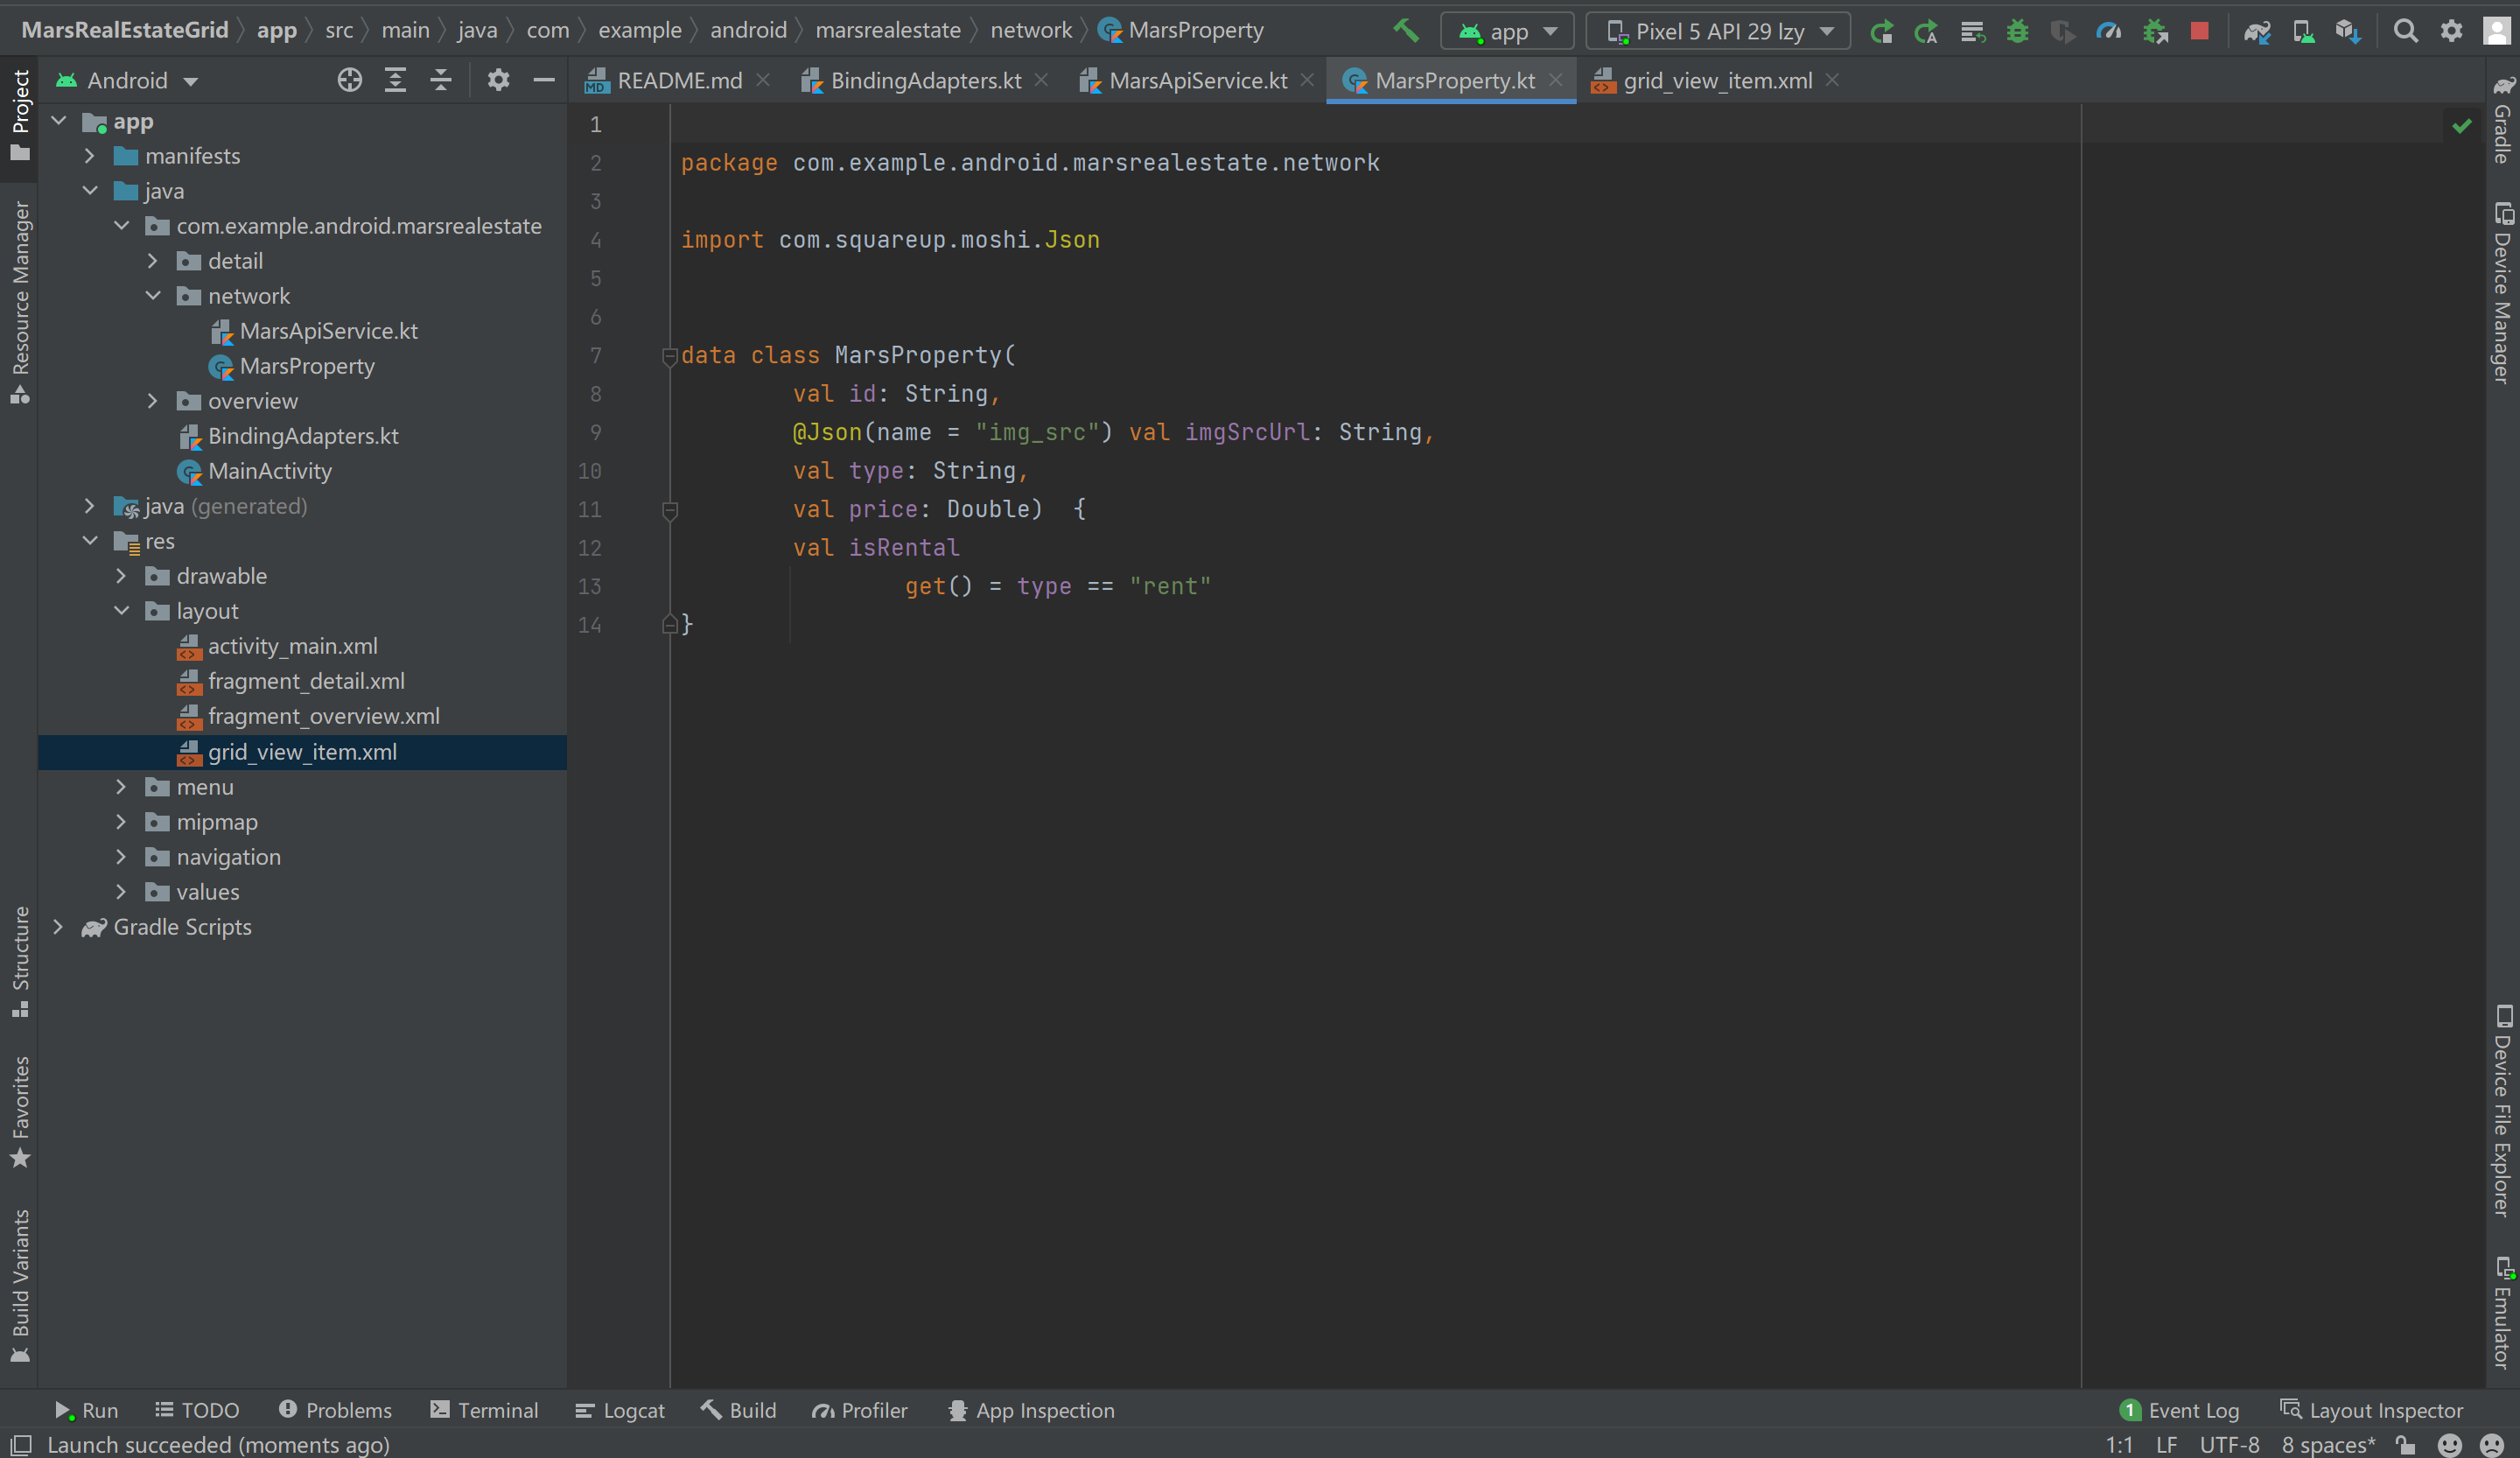 MarsRealEstateGrid app src main java com example android marsrealestate network MarsProperty
app Pixel 5 API 29 lzy
Android
README.md BindingAdapters.kt MarsApiService.kt MarsProperty.kt grid_view_item.xml
Project
Resource Manager
Structure
Favorites
Build Variants
app
manifests
java
com.example.android.marsrealestate
detail
network
MarsApiService.kt
MarsProperty
overview
BindingAdapters.kt
MainActivity
java (generated)
res
drawable
layout
activity_main.xml
fragment_detail.xml
fragment_overview.xml
grid_view_item.xml
menu
mipmap
navigation
values
Gradle Scripts
1
2 package com.example.android.marsrealestate.network
3
4 import com.squareup.moshi.Json
5
6
7 data class MarsProperty(
8 val id: String,
9 @Json(name = "img_src") val imgSrcUrl: String,
10 val type: String,
11 val price: Double) {
12 val isRental
13 get() = type == "rent"
14 }
Gradle
Device Manager
Device File Explorer
Emulator
Run TODO Problems Terminal Logcat Build Profiler App Inspection 1 Event Log Layout Inspector
Launch succeeded (moments ago) 1:1 LF UTF-8 8 spaces*